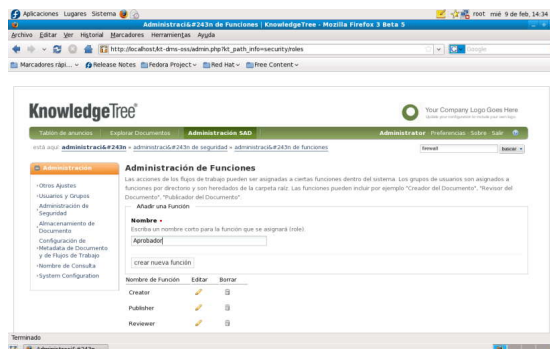 Aplicaciones Lugares Sistema
root mié 9 de feb, 14:34
Administraci&#243n de Funciones | KnowledgeTree - Mozilla Firefox 3 Beta 5
Archivo Editar Ver Historial Marcadores Herramientas Ayuda
http://localhost/kt-dms-oss/admin.php?kt_path_info=security/roles
Google
Marcadores rápi... Release Notes Fedora Project Red Hat Free Content
KnowledgeTree
Your Company Logo Goes Here
Tablón de anuncios Explorar Documentos Administración SAD
Administrator Preferencias Sobre Salir
está aquí: administraci&#243n » administraci&#243n de seguridad » administraci&#243n de funciones
firewall
buscar
Administración
Otros Ajustes
Usuarios y Grupos
Administración de
Seguridad
Almacenamiento de
Documento
Configuración de
Metadata de Documento
y de Flujos de Trabajo
Nombre de Consulta
System Configuration
Administración de Funciones
Las acciones de los flujos de trabajo pueden ser asignadas a ciertas funciones dentro del sistema. Los grupos de usuarios son asignados a
funciones por directorio y son heredados de la carpeta raíz. Las funciones pueden incluir por ejemplo "Creador del Documento", "Revisor del
Documento", "Publicador del Documento".
Añadir una Función
Nombre
Escriba un nombre corto para la función que se asignará (role).
Aprobador
crear nueva función
Nombre de Función Editar Borrar
Creator
Publisher
Reviewer
Terminado